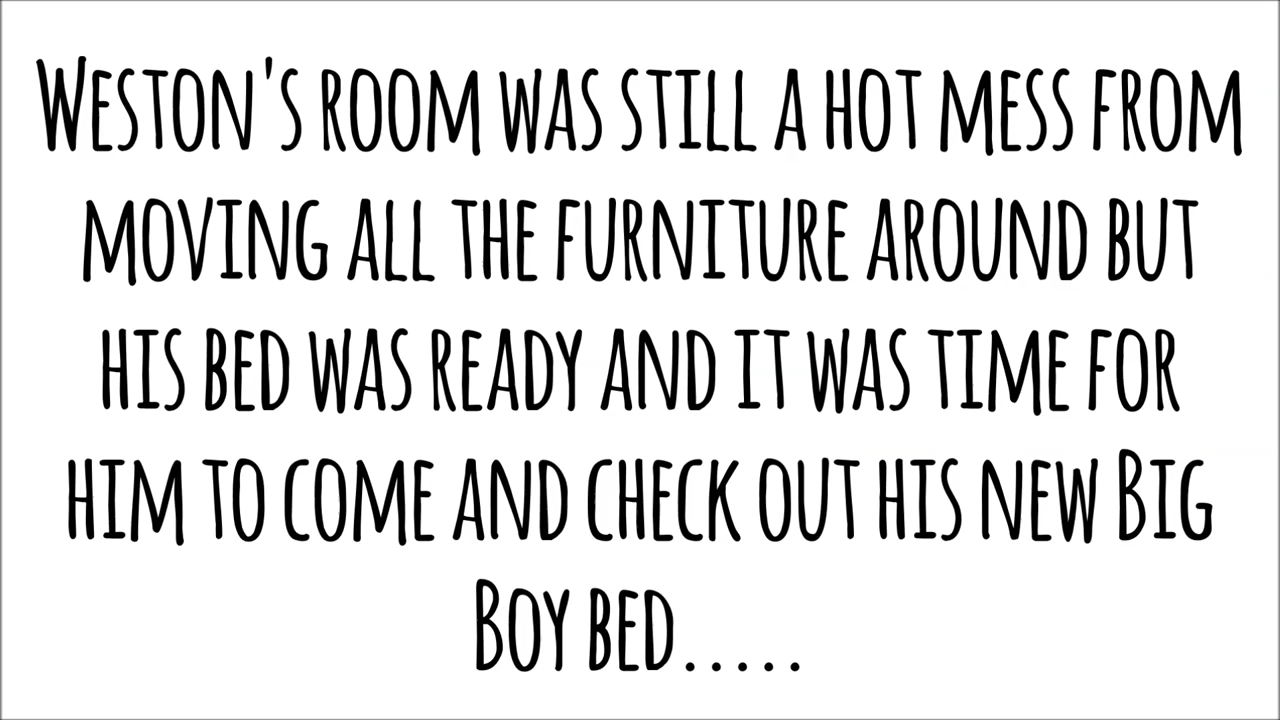 Weston's room was still a hot mess from
moving all the furniture around but
his bed was ready and it was time for
him to come and check out his new Big
Boy bed.....